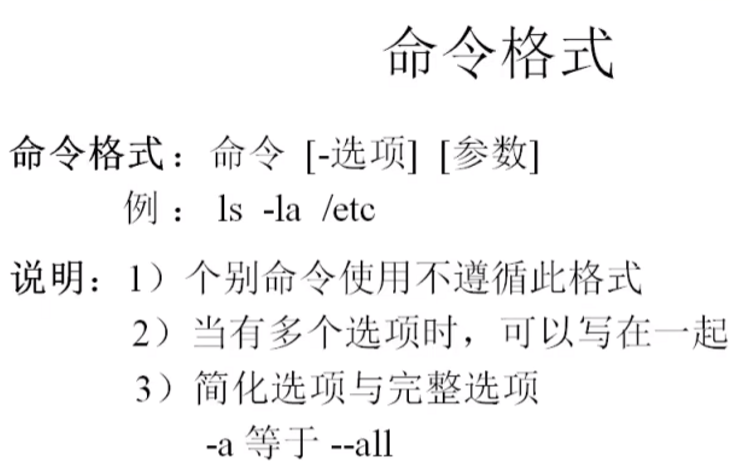 命令格式
命令格式：命令 [-选项] [参数]
例： ls -la /etc
说明：1）个别命令使用不遵循此格式
2）当有多个选项时，可以写在一起
3）简化选项与完整选项
-a 等于 --all